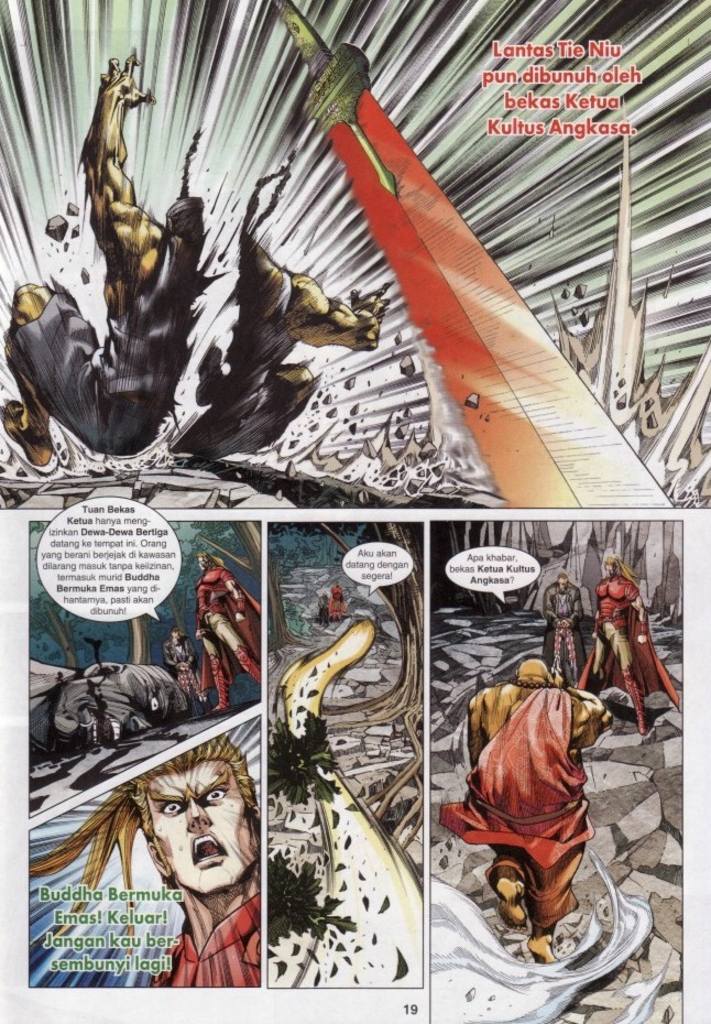 Lantas Tie Niu
pun dibunuh oleh
bekas Ketua
Kultus Angkasa.
Tuan Bekas
Ketua hanya meng-
izinkan Dewa-Dewa Bertiga
datang ke tempat ini. Orang
yang berani berjejak di kawasan
dilarang masuk tanpa keizinan,
termasuk murid Buddha
Bermuka Emas yang di-
hantarnya, pasti akan
dibunuh!
Buddha Bermuka
Emas! Keluar!
Jangan kau ber-
sembunyi lagi!
Aku akan
datang dengan
segera!
Apa khabar,
bekas Ketua Kultus
Angkasa?
19